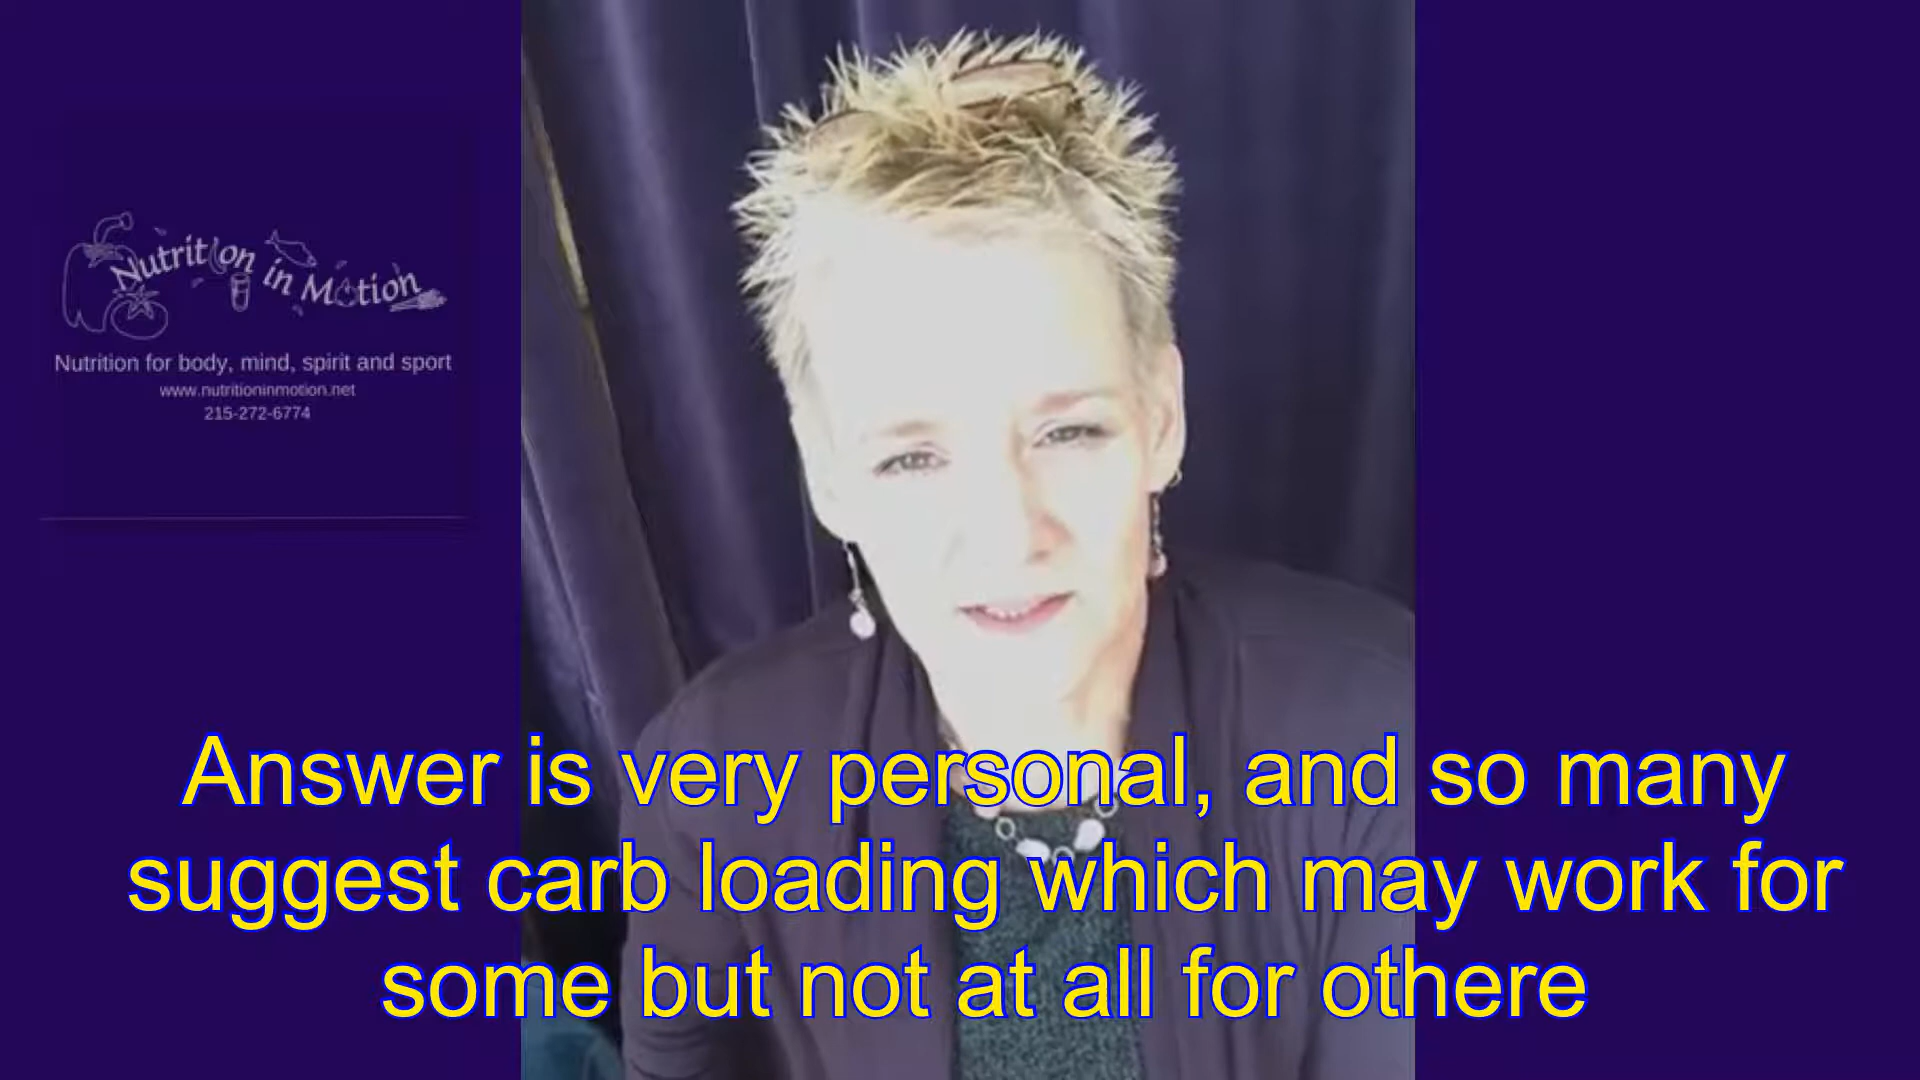 Nutrition in Motion
Nutrition for body, mind, spirit and sport
www.nutritioninmotion.net
215-272-6774
Answer is very personal, and so many
suggest carb loading which may work for
some but not at all for othere